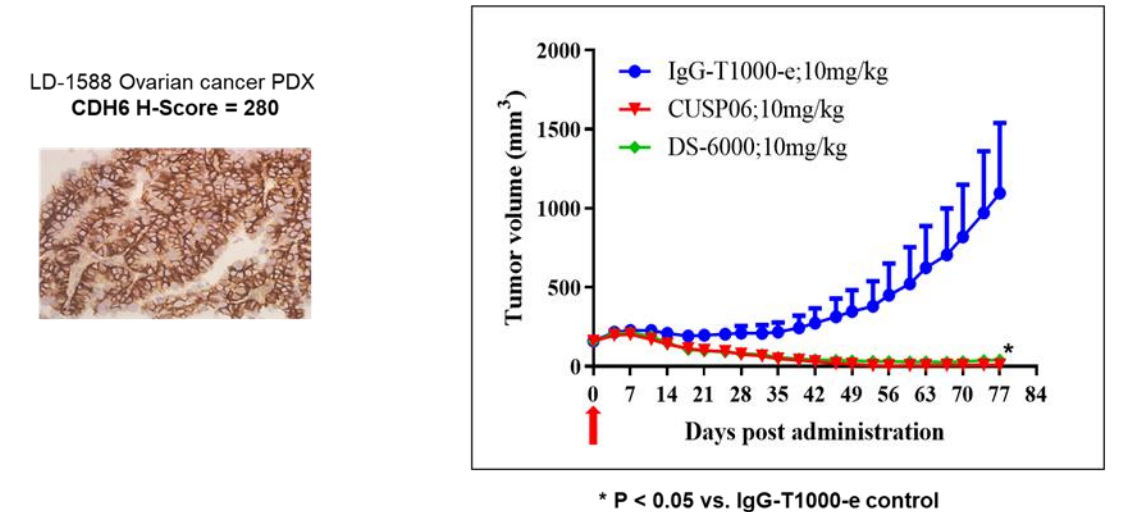 LD-1588 Ovarian cancer PDX
CDH6 H-Score = 280
Tumor volume (mm³)
2000
1500
1000
500
0
IgG-T1000-e;10mg/kg
CUSP06;10mg/kg
DS-6000;10mg/kg
*
0 7 14 21 28 35 42 49 56 63 70 77 84
Days post administration
* P < 0.05 vs. IgG-T1000-e control